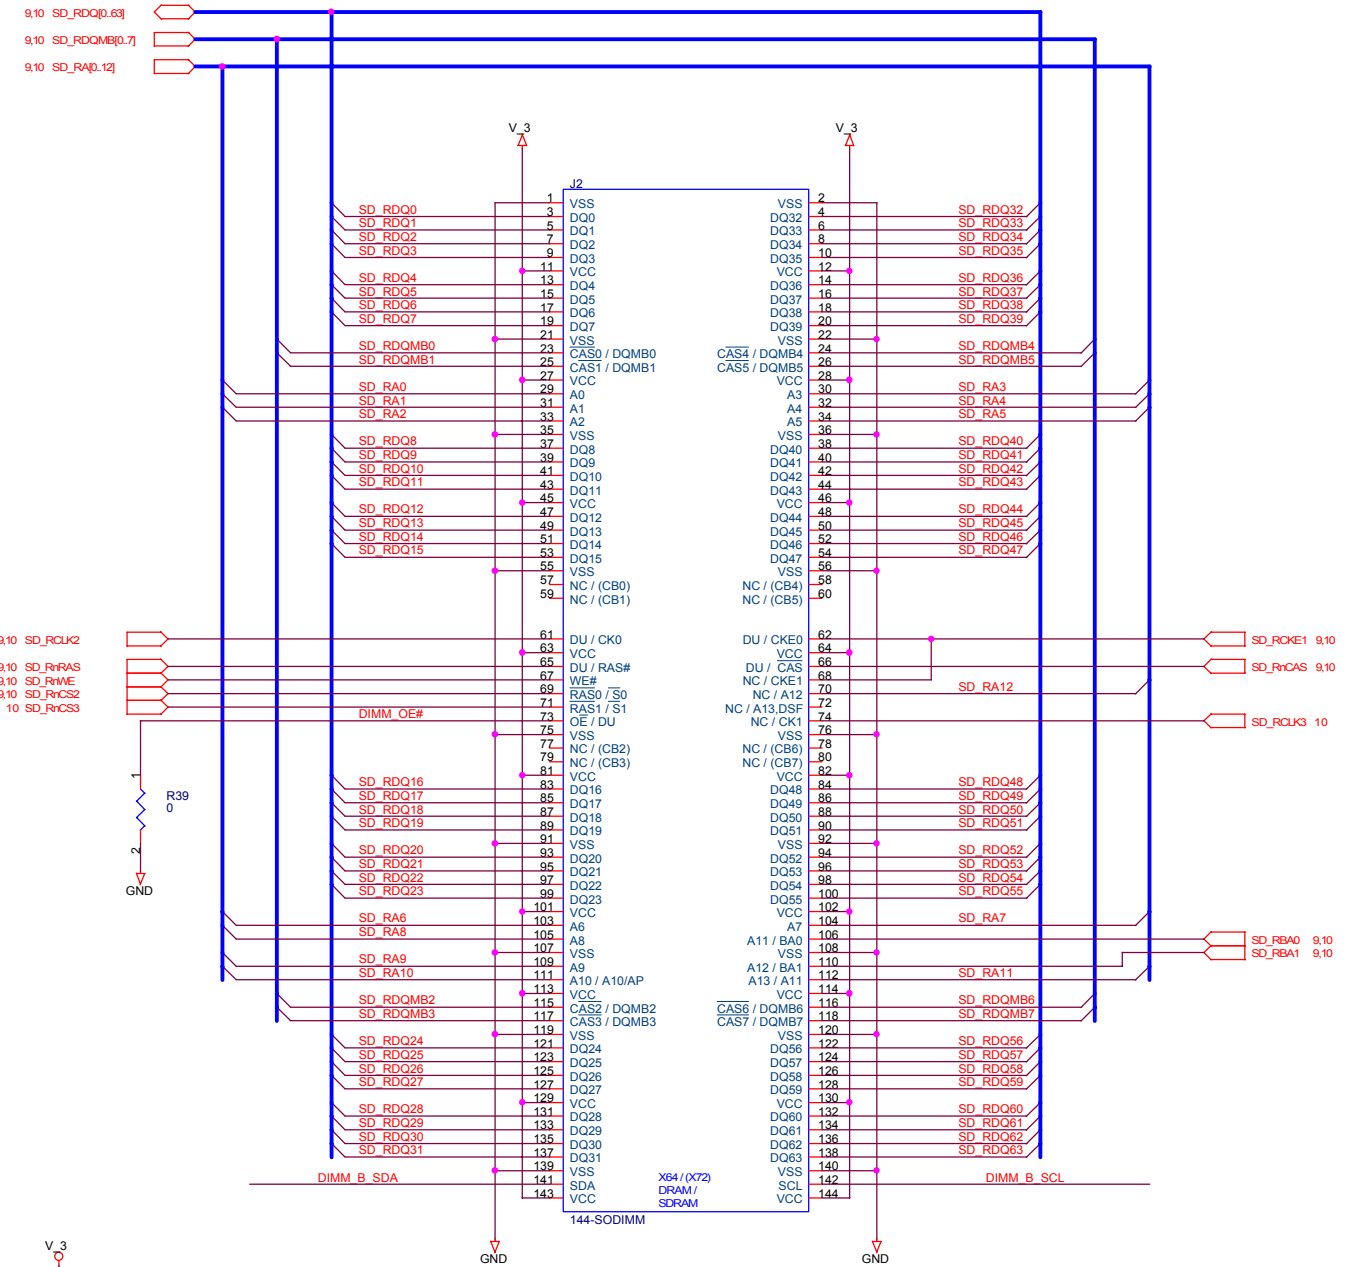 9,10 SD_RDQ[0..63]
9,10 SD_RDQMB[0..7]
9,10 SD_RA[0..12]
V_3 V_3
J2
1 VSS VSS 2
SD_RDQ0 3 DQ0 DQ32 4 SD_RDQ32
SD_RDQ1 5 DQ1 DQ33 6 SD_RDQ33
SD_RDQ2 7 DQ2 DQ34 8 SD_RDQ34
SD_RDQ3 9 DQ3 DQ35 10 SD_RDQ35
11 VCC VCC 12
SD_RDQ4 13 DQ4 DQ36 14 SD_RDQ36
SD_RDQ5 15 DQ5 DQ37 16 SD_RDQ37
SD_RDQ6 17 DQ6 DQ38 18 SD_RDQ38
SD_RDQ7 19 DQ7 DQ39 20 SD_RDQ39
21 VSS VSS 22
SD_RDQMB0 23 CAS0 / DQMB0 CAS4 / DQMB4 24 SD_RDQMB4
SD_RDQMB1 25 CAS1 / DQMB1 CAS5 / DQMB5 26 SD_RDQMB5
27 VCC VCC 28
SD_RA0 29 A0 A3 30 SD_RA3
SD_RA1 31 A1 A4 32 SD_RA4
SD_RA2 33 A2 A5 34 SD_RA5
35 VSS VSS 36
SD_RDQ8 37 DQ8 DQ40 38 SD_RDQ40
SD_RDQ9 39 DQ9 DQ41 40 SD_RDQ41
SD_RDQ10 41 DQ10 DQ42 42 SD_RDQ42
SD_RDQ11 43 DQ11 DQ43 44 SD_RDQ43
45 VCC VCC 46
SD_RDQ12 47 DQ12 DQ44 48 SD_RDQ44
SD_RDQ13 49 DQ13 DQ45 50 SD_RDQ45
SD_RDQ14 51 DQ14 DQ46 52 SD_RDQ46
SD_RDQ15 53 DQ15 DQ47 54 SD_RDQ47
55 VSS VSS 56
57 NC / (CB0) NC / (CB4) 58
59 NC / (CB1) NC / (CB5) 60
9,10 SD_RCLK2 61 DU / CK0 DU / CKE0 62 SD_RCKE1 9,10
63 VCC VCC 64
9,10 SD_RnRAS 65 DU / RAS# DU / CAS 66 SD_RnCAS 9,10
9,10 SD_RnWE 67 WE# NC / CKE1 68
9,10 SD_RnCS2 69 RAS0 / S0 NC / A12 70 SD_RA12
10 SD_RnCS3 71 RAS1 / S1 NC / A13,DSF 72
DIMM_OE# 73 OE / DU NC / CK1 74 SD_RCLK3 10
75 VSS VSS 76
77 NC / (CB2) NC / (CB6) 78
79 NC / (CB3) NC / (CB7) 80
1 81 VCC VCC 82
SD_RDQ16 83 DQ16 DQ48 84 SD_RDQ48
R39 SD_RDQ17 85 DQ17 DQ49 86 SD_RDQ49
0 SD_RDQ18 87 DQ18 DQ50 88 SD_RDQ50
SD_RDQ19 89 DQ19 DQ51 90 SD_RDQ51
2 91 VSS VSS 92
SD_RDQ20 93 DQ20 DQ52 94 SD_RDQ52
SD_RDQ21 95 DQ21 DQ53 96 SD_RDQ53
SD_RDQ22 97 DQ22 DQ54 98 SD_RDQ54
GND SD_RDQ23 99 DQ23 DQ55 100 SD_RDQ55
101 VCC VCC 102
SD_RA6 103 A6 A7 104 SD_RA7
SD_RA8 105 A8 A11 / BA0 106 SD_RBA0 9,10
107 VSS VSS 108
SD_RA9 109 A9 A12 / BA1 110 SD_RBA1 9,10
SD_RA10 111 A10 / A10/AP A13 / A11 112 SD_RA11
113 VCC VCC 114
SD_RDQMB2 115 CAS2 / DQMB2 CAS6 / DQMB6 116 SD_RDQMB6
SD_RDQMB3 117 CAS3 / DQMB3 CAS7 / DQMB7 118 SD_RDQMB7
119 VSS VSS 120
SD_RDQ24 121 DQ24 DQ56 122 SD_RDQ56
SD_RDQ25 123 DQ25 DQ57 124 SD_RDQ57
SD_RDQ26 125 DQ26 DQ58 126 SD_RDQ58
SD_RDQ27 127 DQ27 DQ59 128 SD_RDQ59
129 VCC VCC 130
SD_RDQ28 131 DQ28 DQ60 132 SD_RDQ60
SD_RDQ29 133 DQ29 DQ61 134 SD_RDQ61
SD_RDQ30 135 DQ30 DQ62 136 SD_RDQ62
SD_RDQ31 137 DQ31 DQ63 138 SD_RDQ63
139 VSS VSS 140
DIMM_B_SDA 141 SDA SCL 142 DIMM_B_SCL
143 VCC VCC 144
X64 / (X72)
DRAM /
SDRAM
144-SODIMM
V_3
GND GND